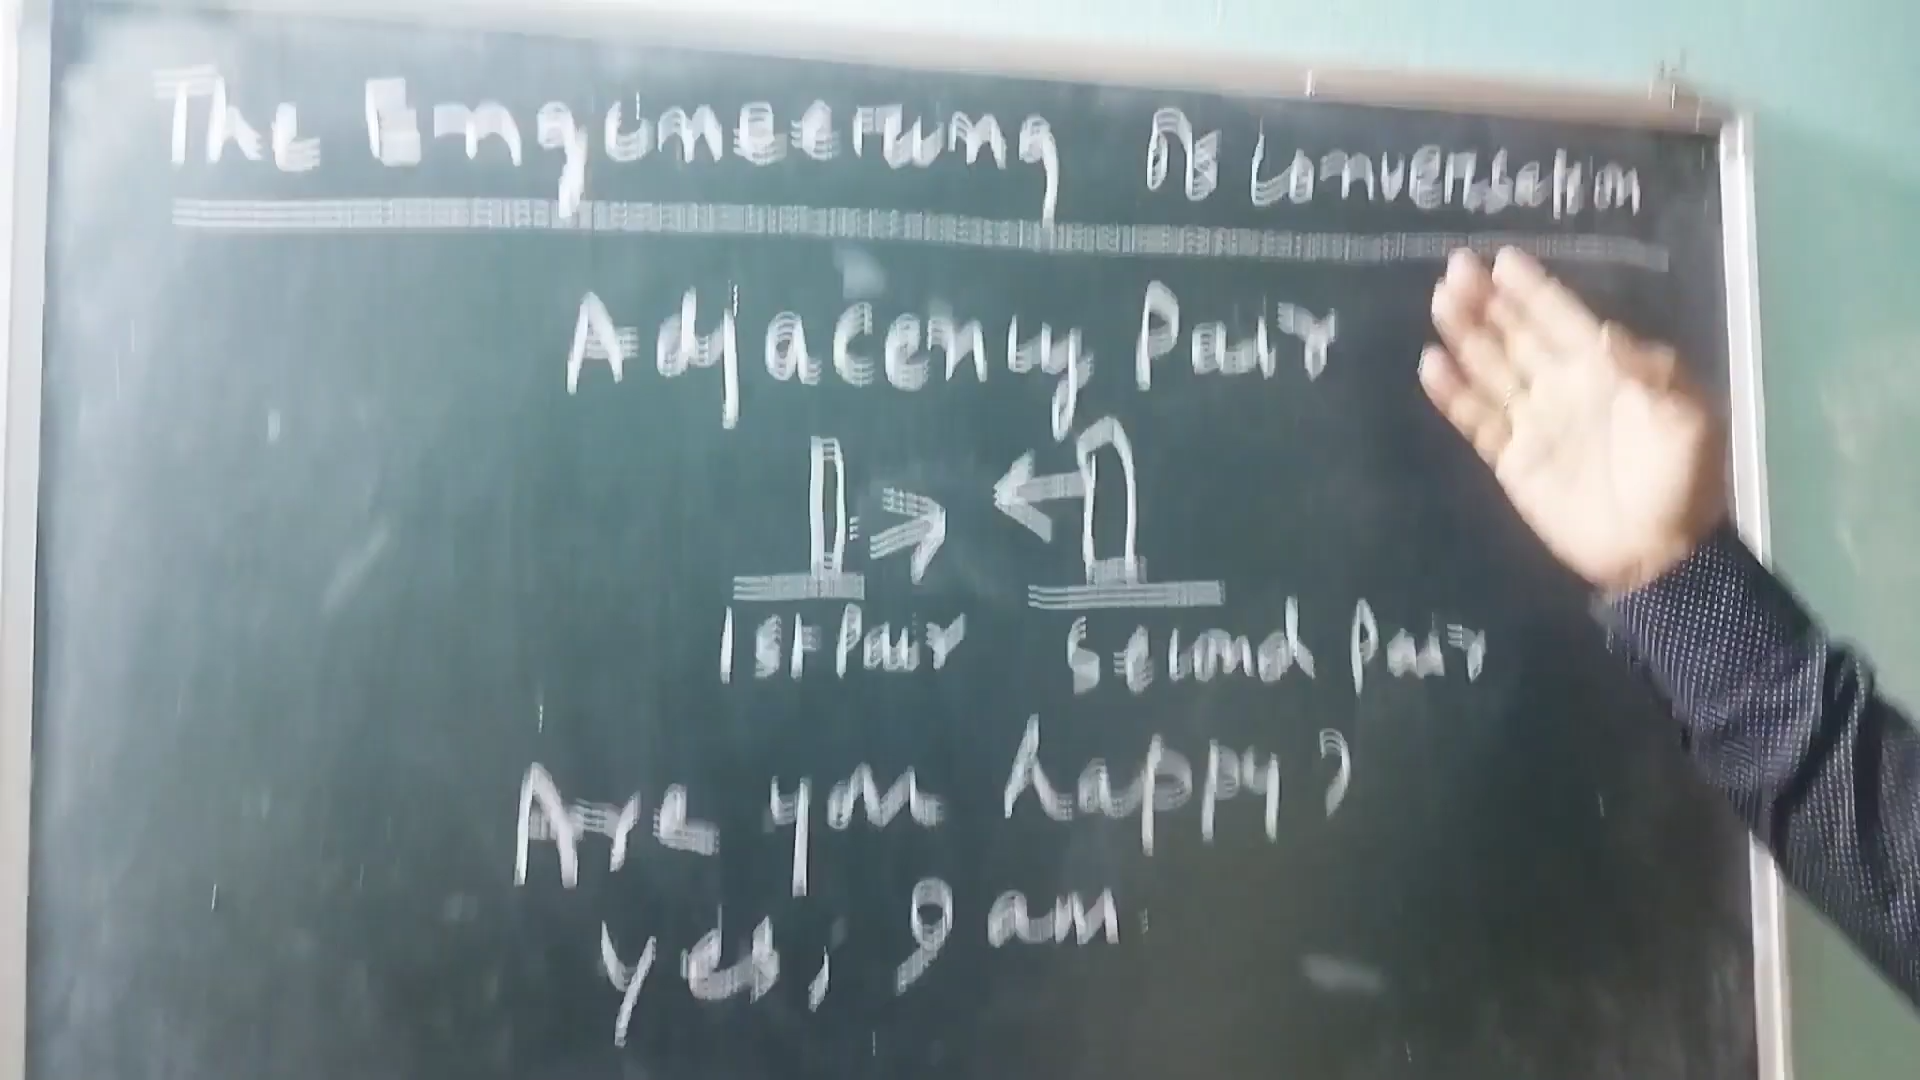 The Engineering of Conversation
Adjacency Pair
1st Pair Second Pair
Are you happy?
Yes, I am